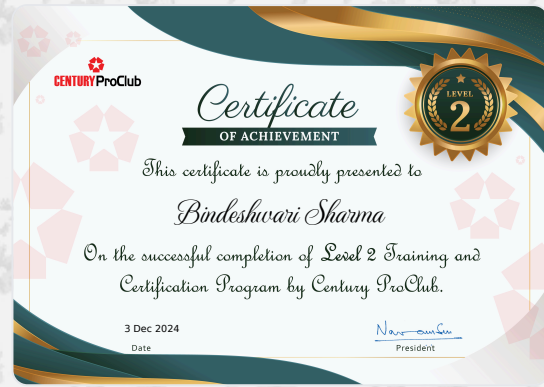 CENTURY ProClub
LEVEL
2
Certificate
OF ACHIEVEMENT
This certificate is proudly presented to
Bindeshwari Sharma
On the successful completion of Level 2 Training and
Certification Program by Century ProClub.
3 Dec 2024
Date
President